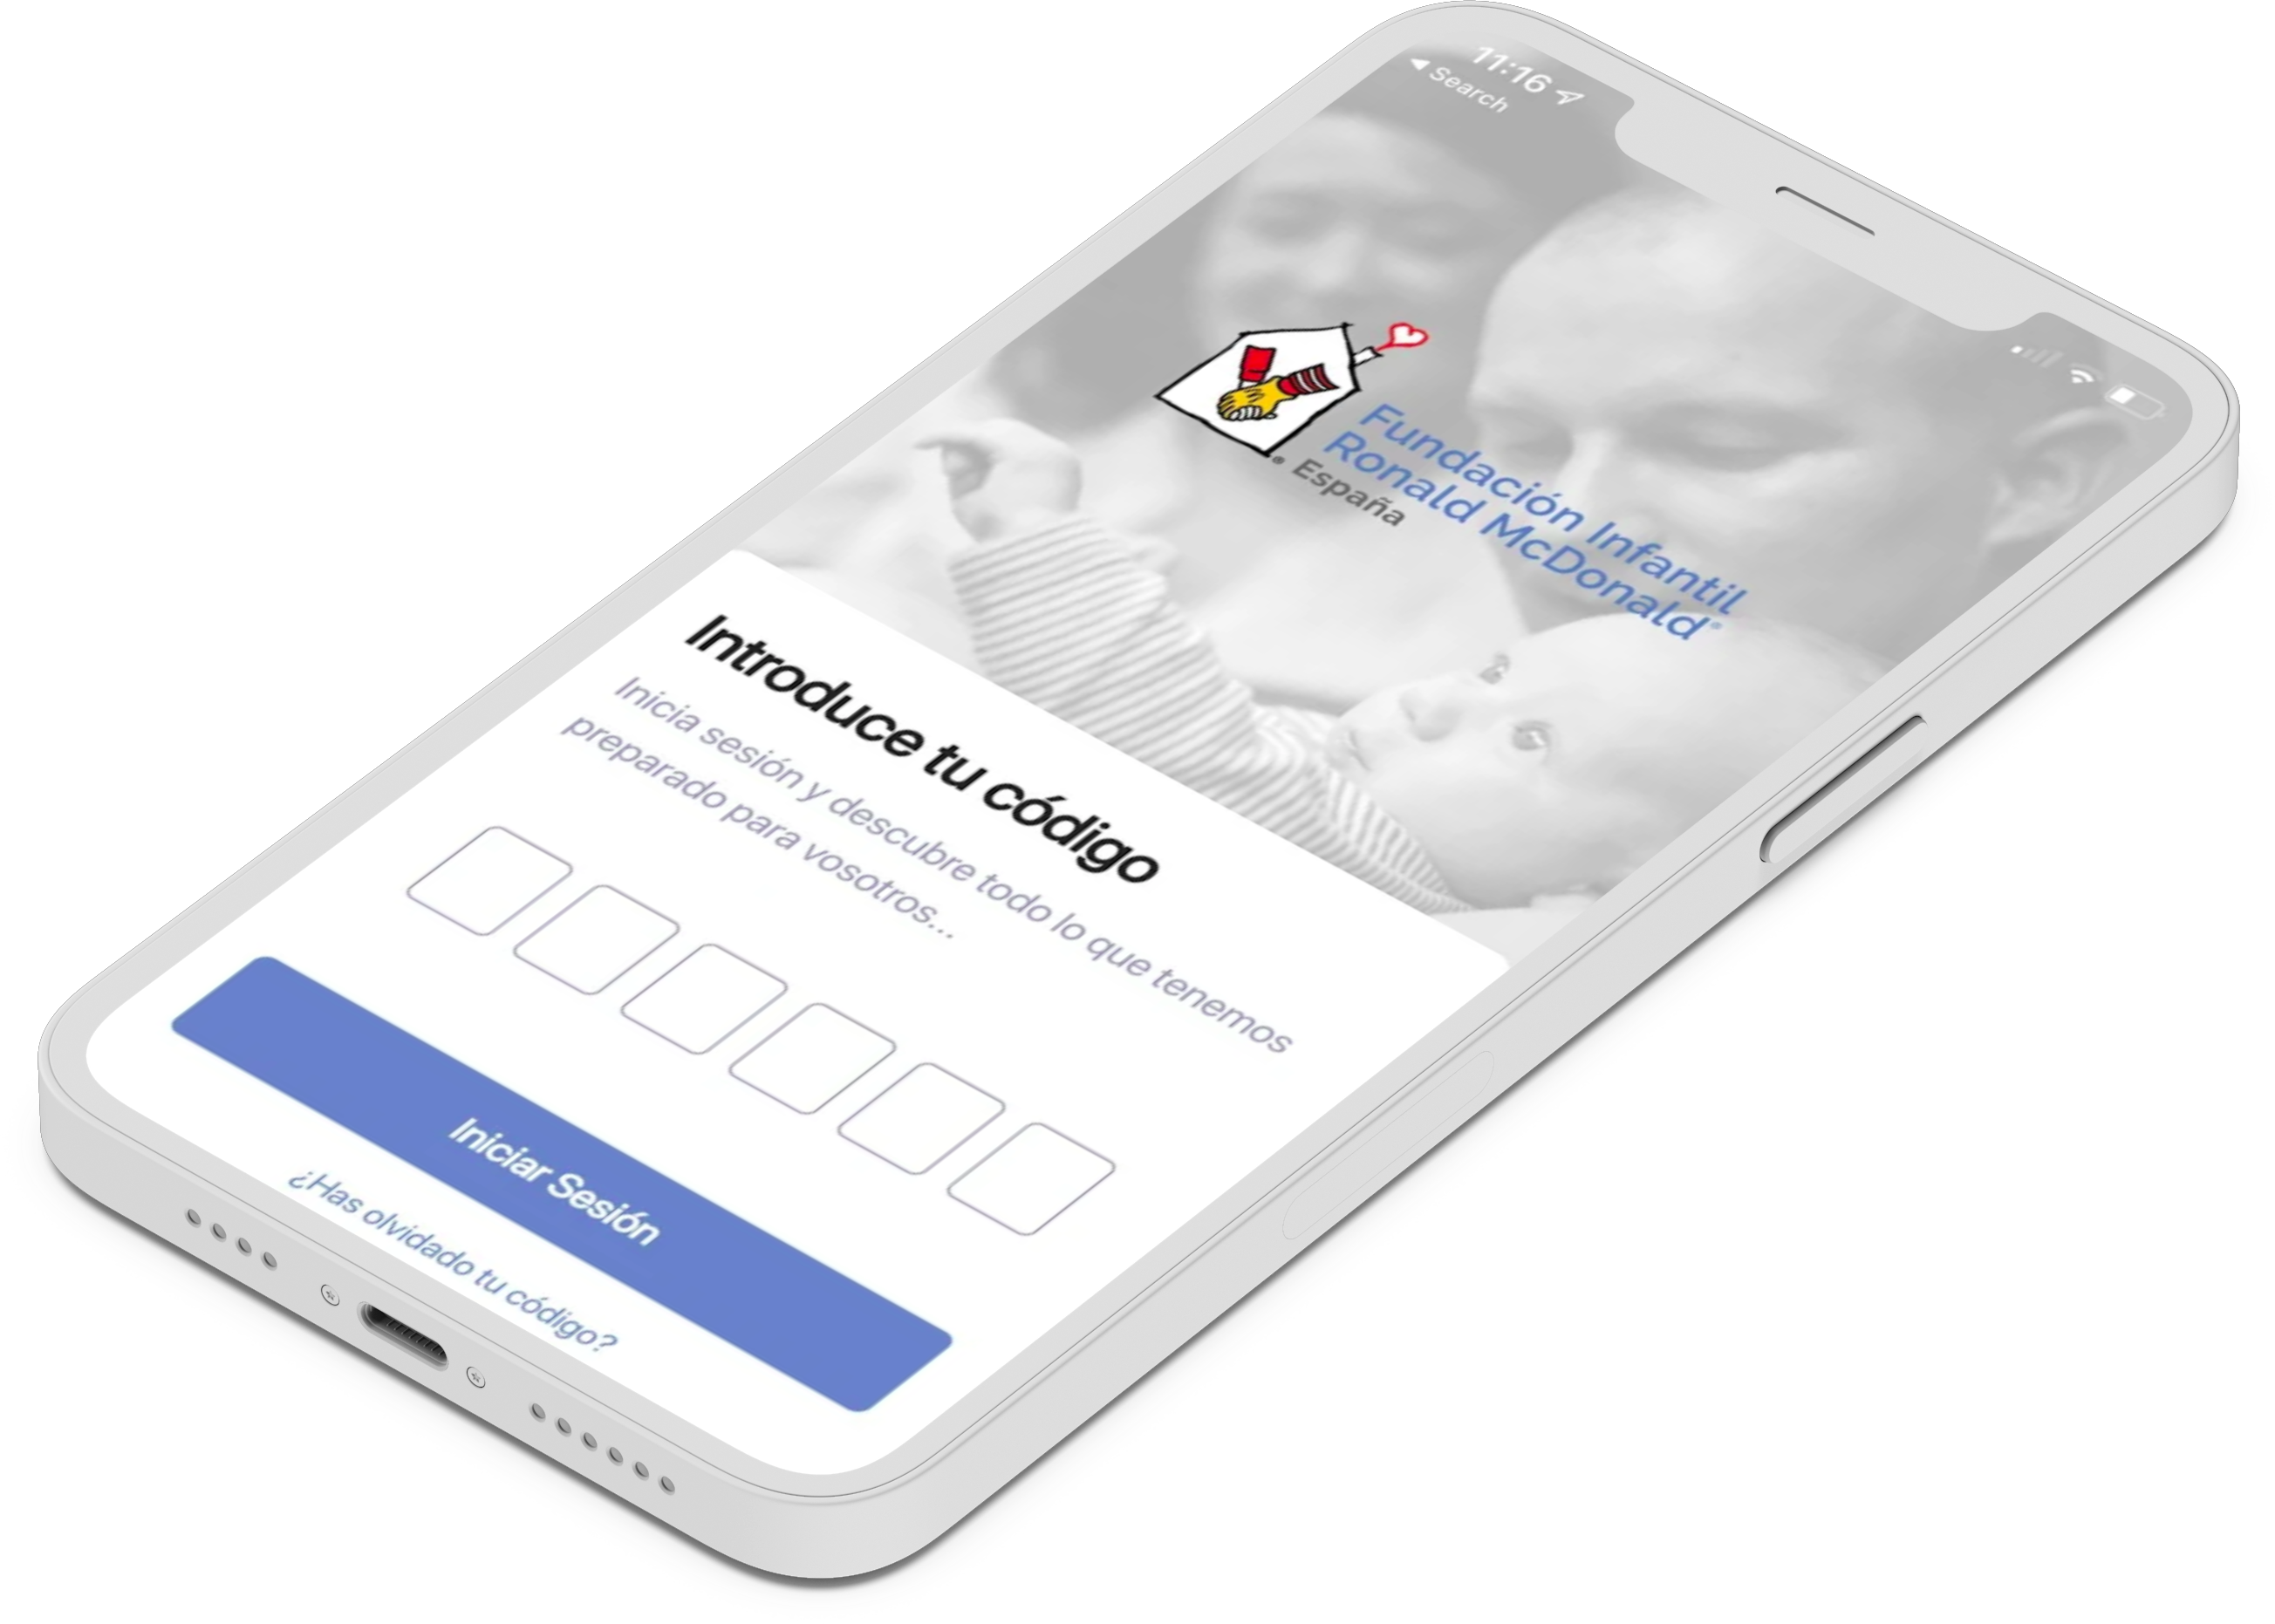 11:16
◀ Search
Fundación Infantil
Ronald McDonald®
® España
Introduce tu código
Inicia sesión y descubre todo lo que tenemos
preparado para vosotros...
Iniciar Sesión
¿Has olvidado tu código?